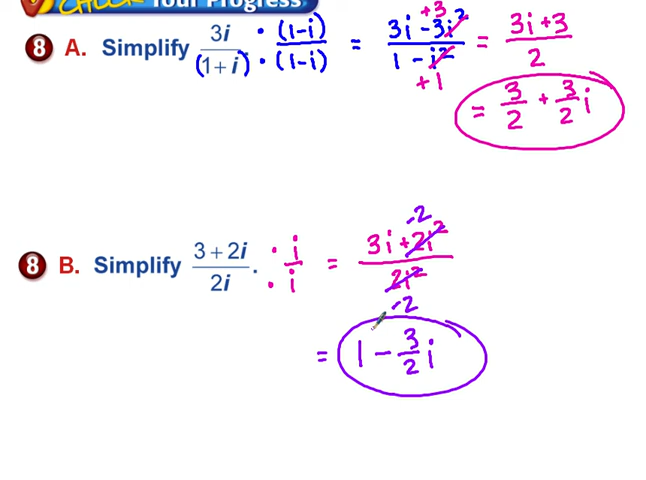 CHECK Your Progress
8 A. Simplify 3i/(1 + i) · (1-i)/(1-i) = (3i - 3i² +3)/(1 - i² +1) = (3i+3)/2
= 3/2 + 3/2 i
8 B. Simplify (3 + 2i)/2i · i/i = (3i + 2i² -2)/(2i² -2)
= 1 - 3/2 i